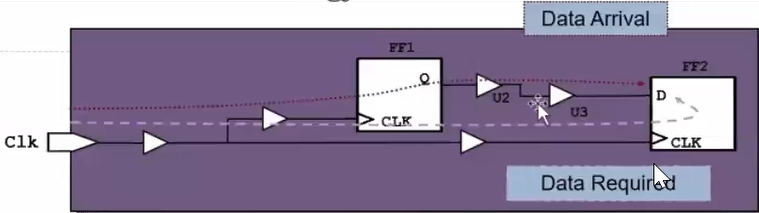 Data Arrival
FF1
Q
CLK
U2
U3
FF2
D
CLK
Clk
Data Required